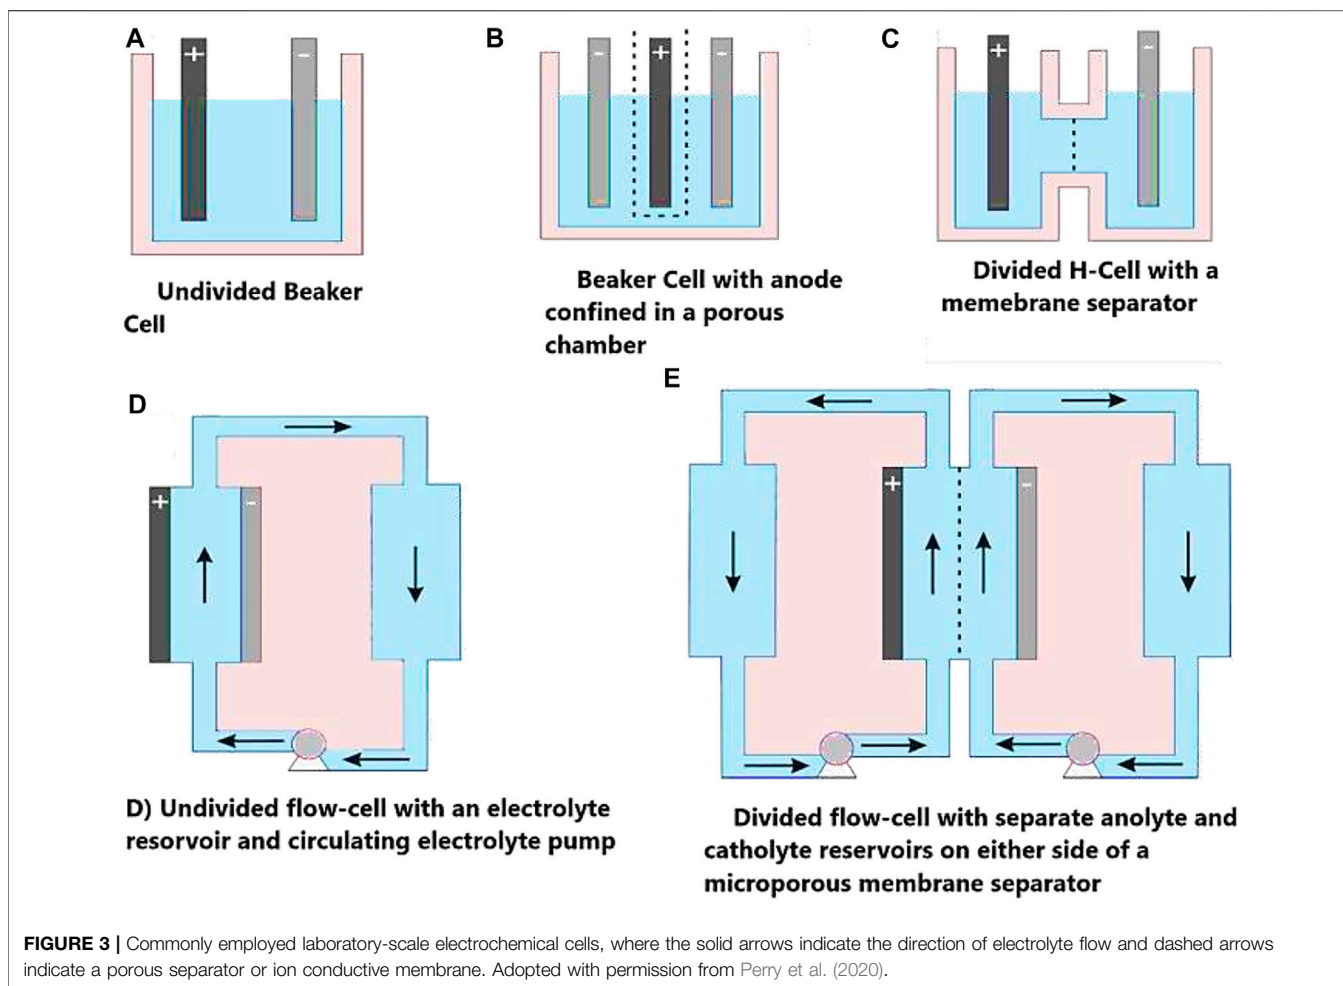 A
+
-
Undivided Beaker
Cell
B
-
+
-
Beaker Cell with anode
confined in a porous
chamber
C
+
-
Divided H-Cell with a
memebrane separator
D
+
-
D) Undivided flow-cell with an electrolyte
resorvoir and circulating electrolyte pump
E
+
-
Divided flow-cell with separate anolyte and
catholyte reservoirs on either side of a
microporous membrane separator
FIGURE 3 | Commonly employed laboratory-scale electrochemical cells, where the solid arrows indicate the direction of electrolyte flow and dashed arrows
indicate a porous separator or ion conductive membrane. Adopted with permission from Perry et al. (2020).